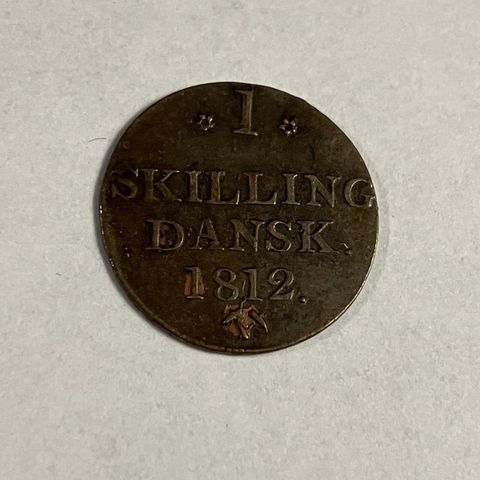 1
SKILLING
DANSK.
1812.